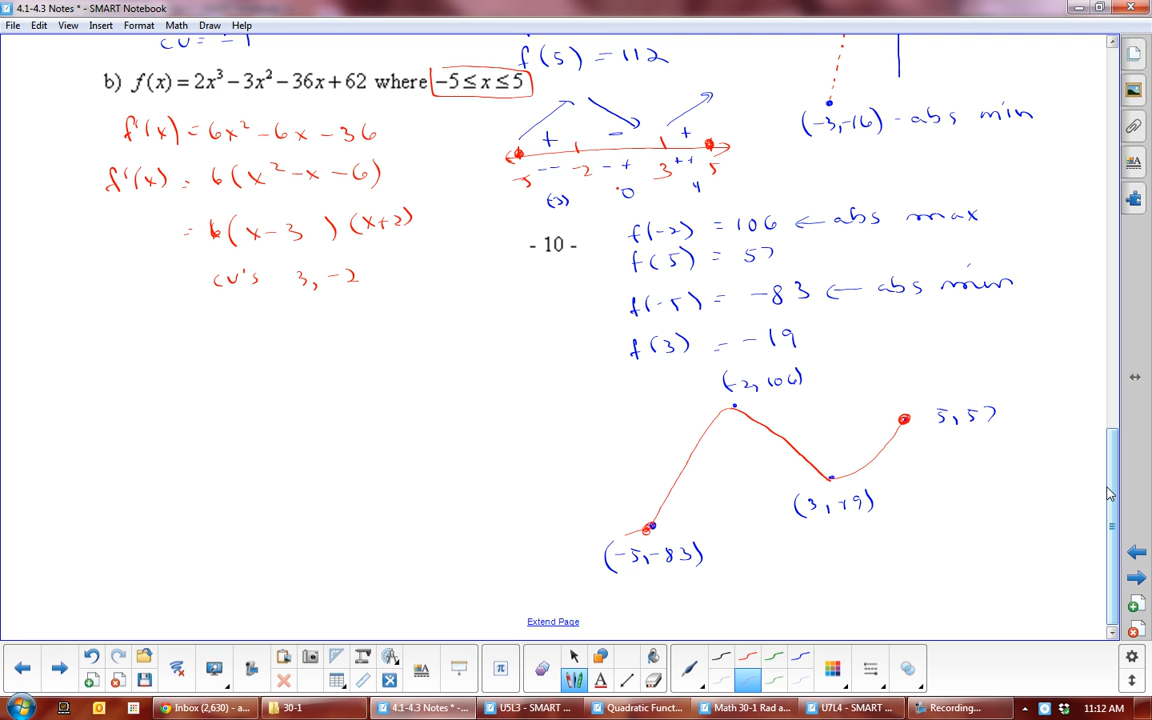 4.1-4.3 Notes * - SMART Notebook
File Edit View Insert Format Math Draw Help
cv = ±1
f(5) = 112
b) f(x) = 2x³ − 3x² − 36x + 62 where −5 ≤ x ≤ 5
(-3,-16) - abs min
f'(x) = 6x² - 6x - 36
+ - +
f'(x) = 6(x² - x - 6)
-5 -- -2 -+ 3 ++ 5
(-3) 0 4
= 6(x-3)(x+2)
f(-2) = 106 ← abs max
- 10 -
f(5) = 57
cv's 3, -2
f(-5) = -83 ← abs min
f(3) = -19
(-2, 106)
5, 57
(3, -19)
(-5, -83)
Extend Page
Inbox (2,630) - a...
30-1
4.1-4.3 Notes * -...
U5L3 - SMART ...
Quadratic Funct...
Math 30-1 Rad a...
U7L4 - SMART ...
Recording...
11:12 AM